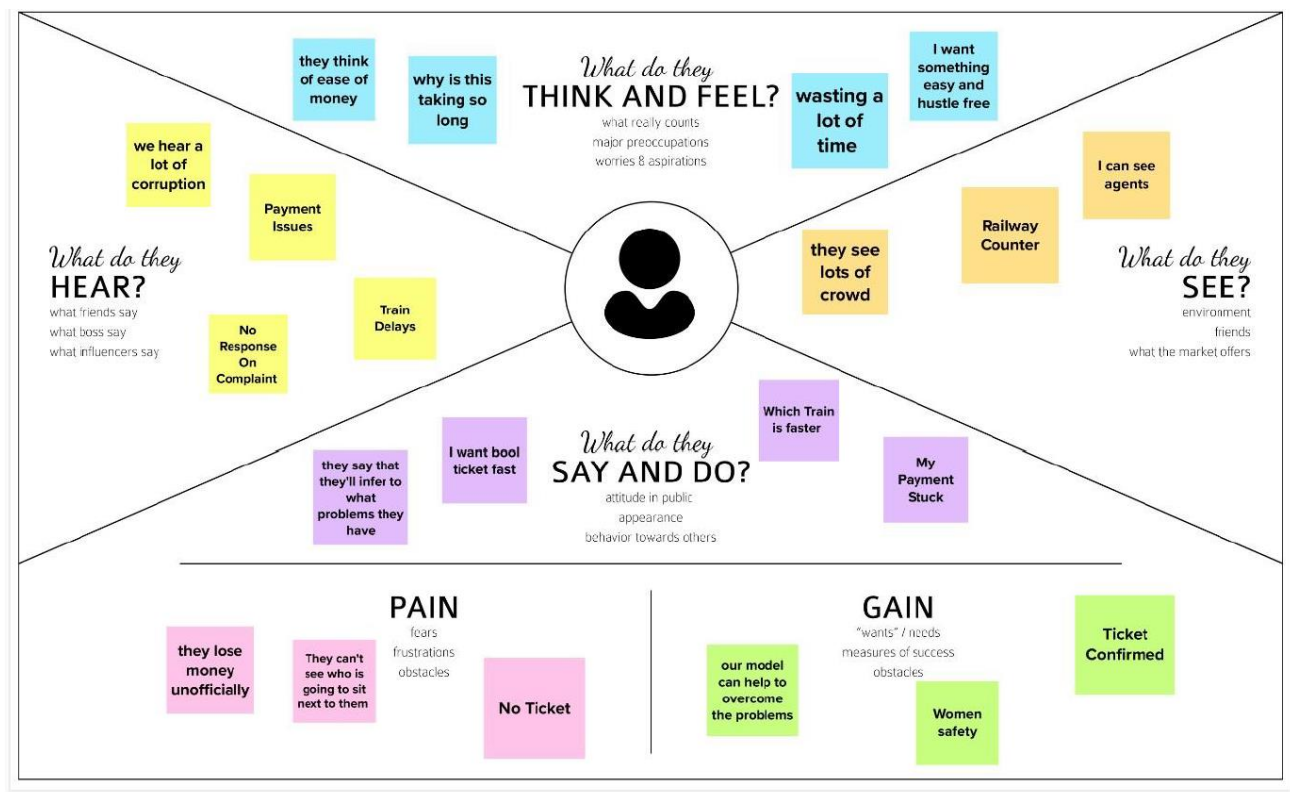 What do they
THINK AND FEEL?
what really counts
major preoccupations
worries & aspirations
they think
of ease of
money
why is this
taking so
long
wasting a
lot of
time
I want
something
easy and
hustle free
What do they
HEAR?
what friends say
what boss say
what influencers say
we hear a
lot of
corruption
Payment
Issues
Train
Delays
No
Response
On
Complaint
What do they
SEE?
environment
friends
what the market offers
they see
lots of
crowd
Railway
Counter
I can see
agents
What do they
SAY AND DO?
attitude in public
appearance
behavior towards others
they say that
they'll infer to
what
problems they
have
I want bool
ticket fast
Which Train
is faster
My
Payment
Stuck
PAIN
fears
frustrations
obstacles
they lose
money
unofficially
They can't
see who is
going to sit
next to them
No Ticket
GAIN
"wants" / needs
measures of success
obstacles
our model
can help to
overcome
the problems
Women
safety
Ticket
Confirmed